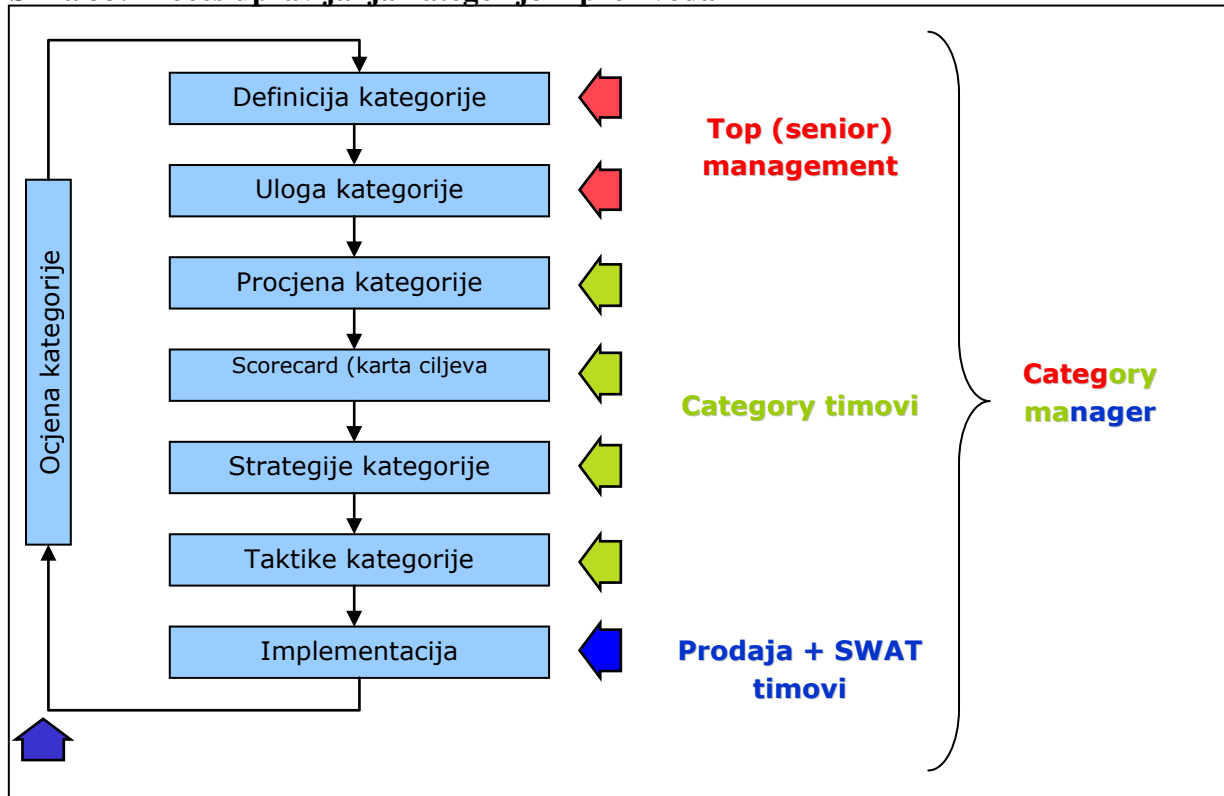 Definicija kategorije
Top (senior)
management
Uloga kategorije
Procjena kategorije
Ocjena kategorije
Scorecard (karta ciljeva
Category timovi
Category
manager
Strategije kategorije
Taktike kategorije
Implementacija
Prodaja + SWAT
timovi